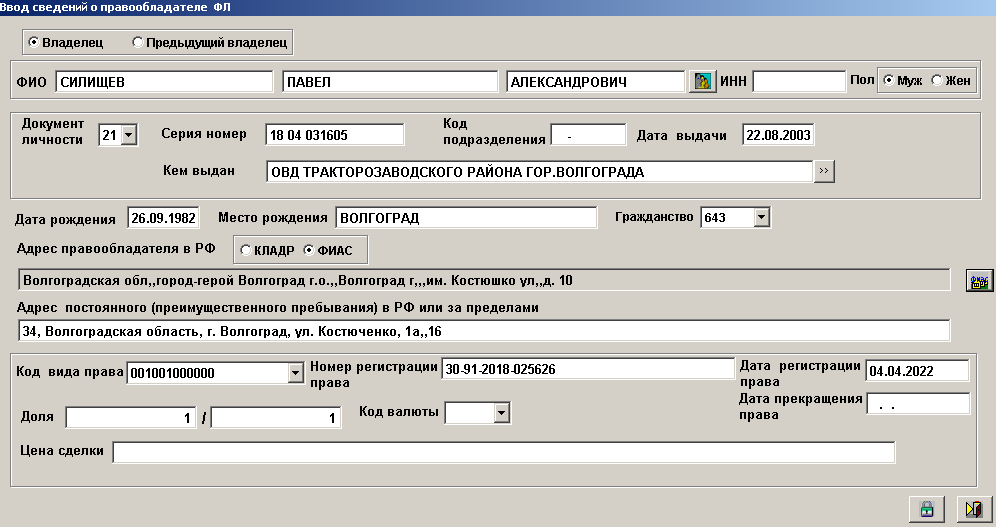 Ввод сведений о правообладателе ФЛ
Владелец Предыдущий владелец
ФИО СИЛИЩЕВ ПАВЕЛ АЛЕКСАНДРОВИЧ ИНН Пол Муж Жен
Документ личности 21 Серия номер 18 04 031605 Код подразделения - Дата выдачи 22.08.2003
Кем выдан ОВД ТРАКТОРОЗАВОДСКОГО РАЙОНА ГОР.ВОЛГОГРАДА >>
Дата рождения 26.09.1982 Место рождения ВОЛГОГРАД Гражданство 643
Адрес правообладателя в РФ КЛАДР ФИАС
Волгоградская обл,,город-герой Волгоград г.о.,,Волгоград г,,,им. Костюшко ул,,д. 10
Адрес постоянного (преимущественного пребывания) в РФ или за пределами
34, Волгоградская область, г. Волгоград, ул. Костюченко, 1а,,16
Код вида права 001001000000 Номер регистрации права 30-91-2018-025626 Дата регистрации права 04.04.2022
Доля 1 / 1 Код валюты Дата прекращения права . .
Цена сделки